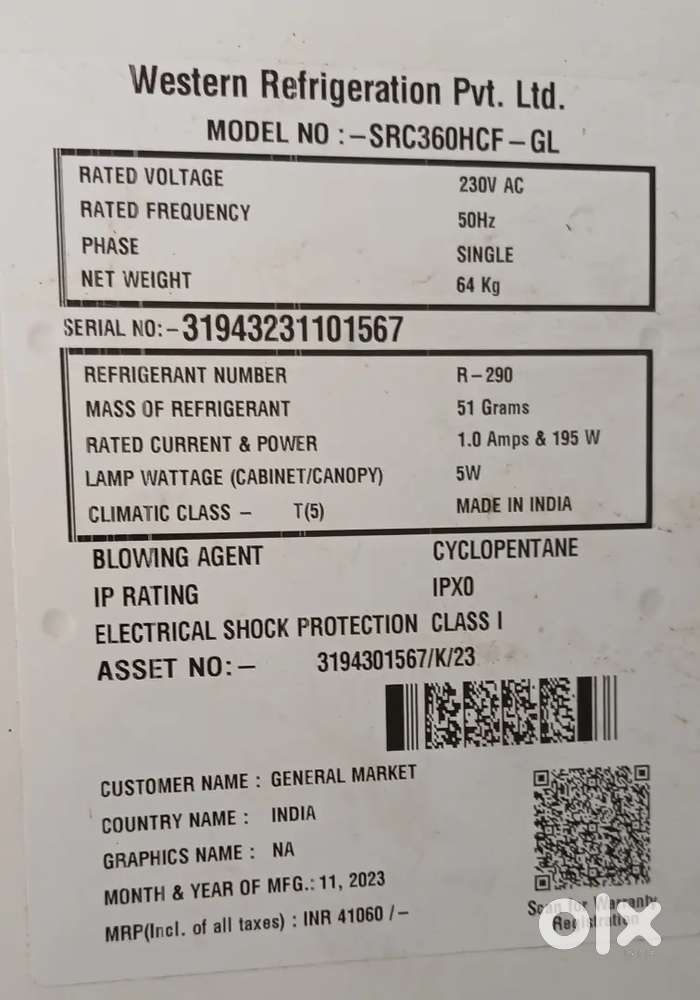 Western Refrigeration Pvt. Ltd.
MODEL NO :-SRC360HCF-GL
RATED VOLTAGE 230V AC
RATED FREQUENCY 50Hz
PHASE SINGLE
NET WEIGHT 64 Kg
SERIAL NO:-31943231101567
REFRIGERANT NUMBER R-290
MASS OF REFRIGERANT 51 Grams
RATED CURRENT & POWER 1.0 Amps & 195 W
LAMP WATTAGE (CABINET/CANOPY) 5W
CLIMATIC CLASS - T(5) MADE IN INDIA
BLOWING AGENT CYCLOPENTANE
IP RATING IPX0
ELECTRICAL SHOCK PROTECTION CLASS I
ASSET NO:- 3194301567/K/23
CUSTOMER NAME : GENERAL MARKET
COUNTRY NAME : INDIA
GRAPHICS NAME : NA
MONTH & YEAR OF MFG.: 11, 2023
MRP(Incl. of all taxes) : INR 41060 /-
Scan for Warranty
Registration
olx